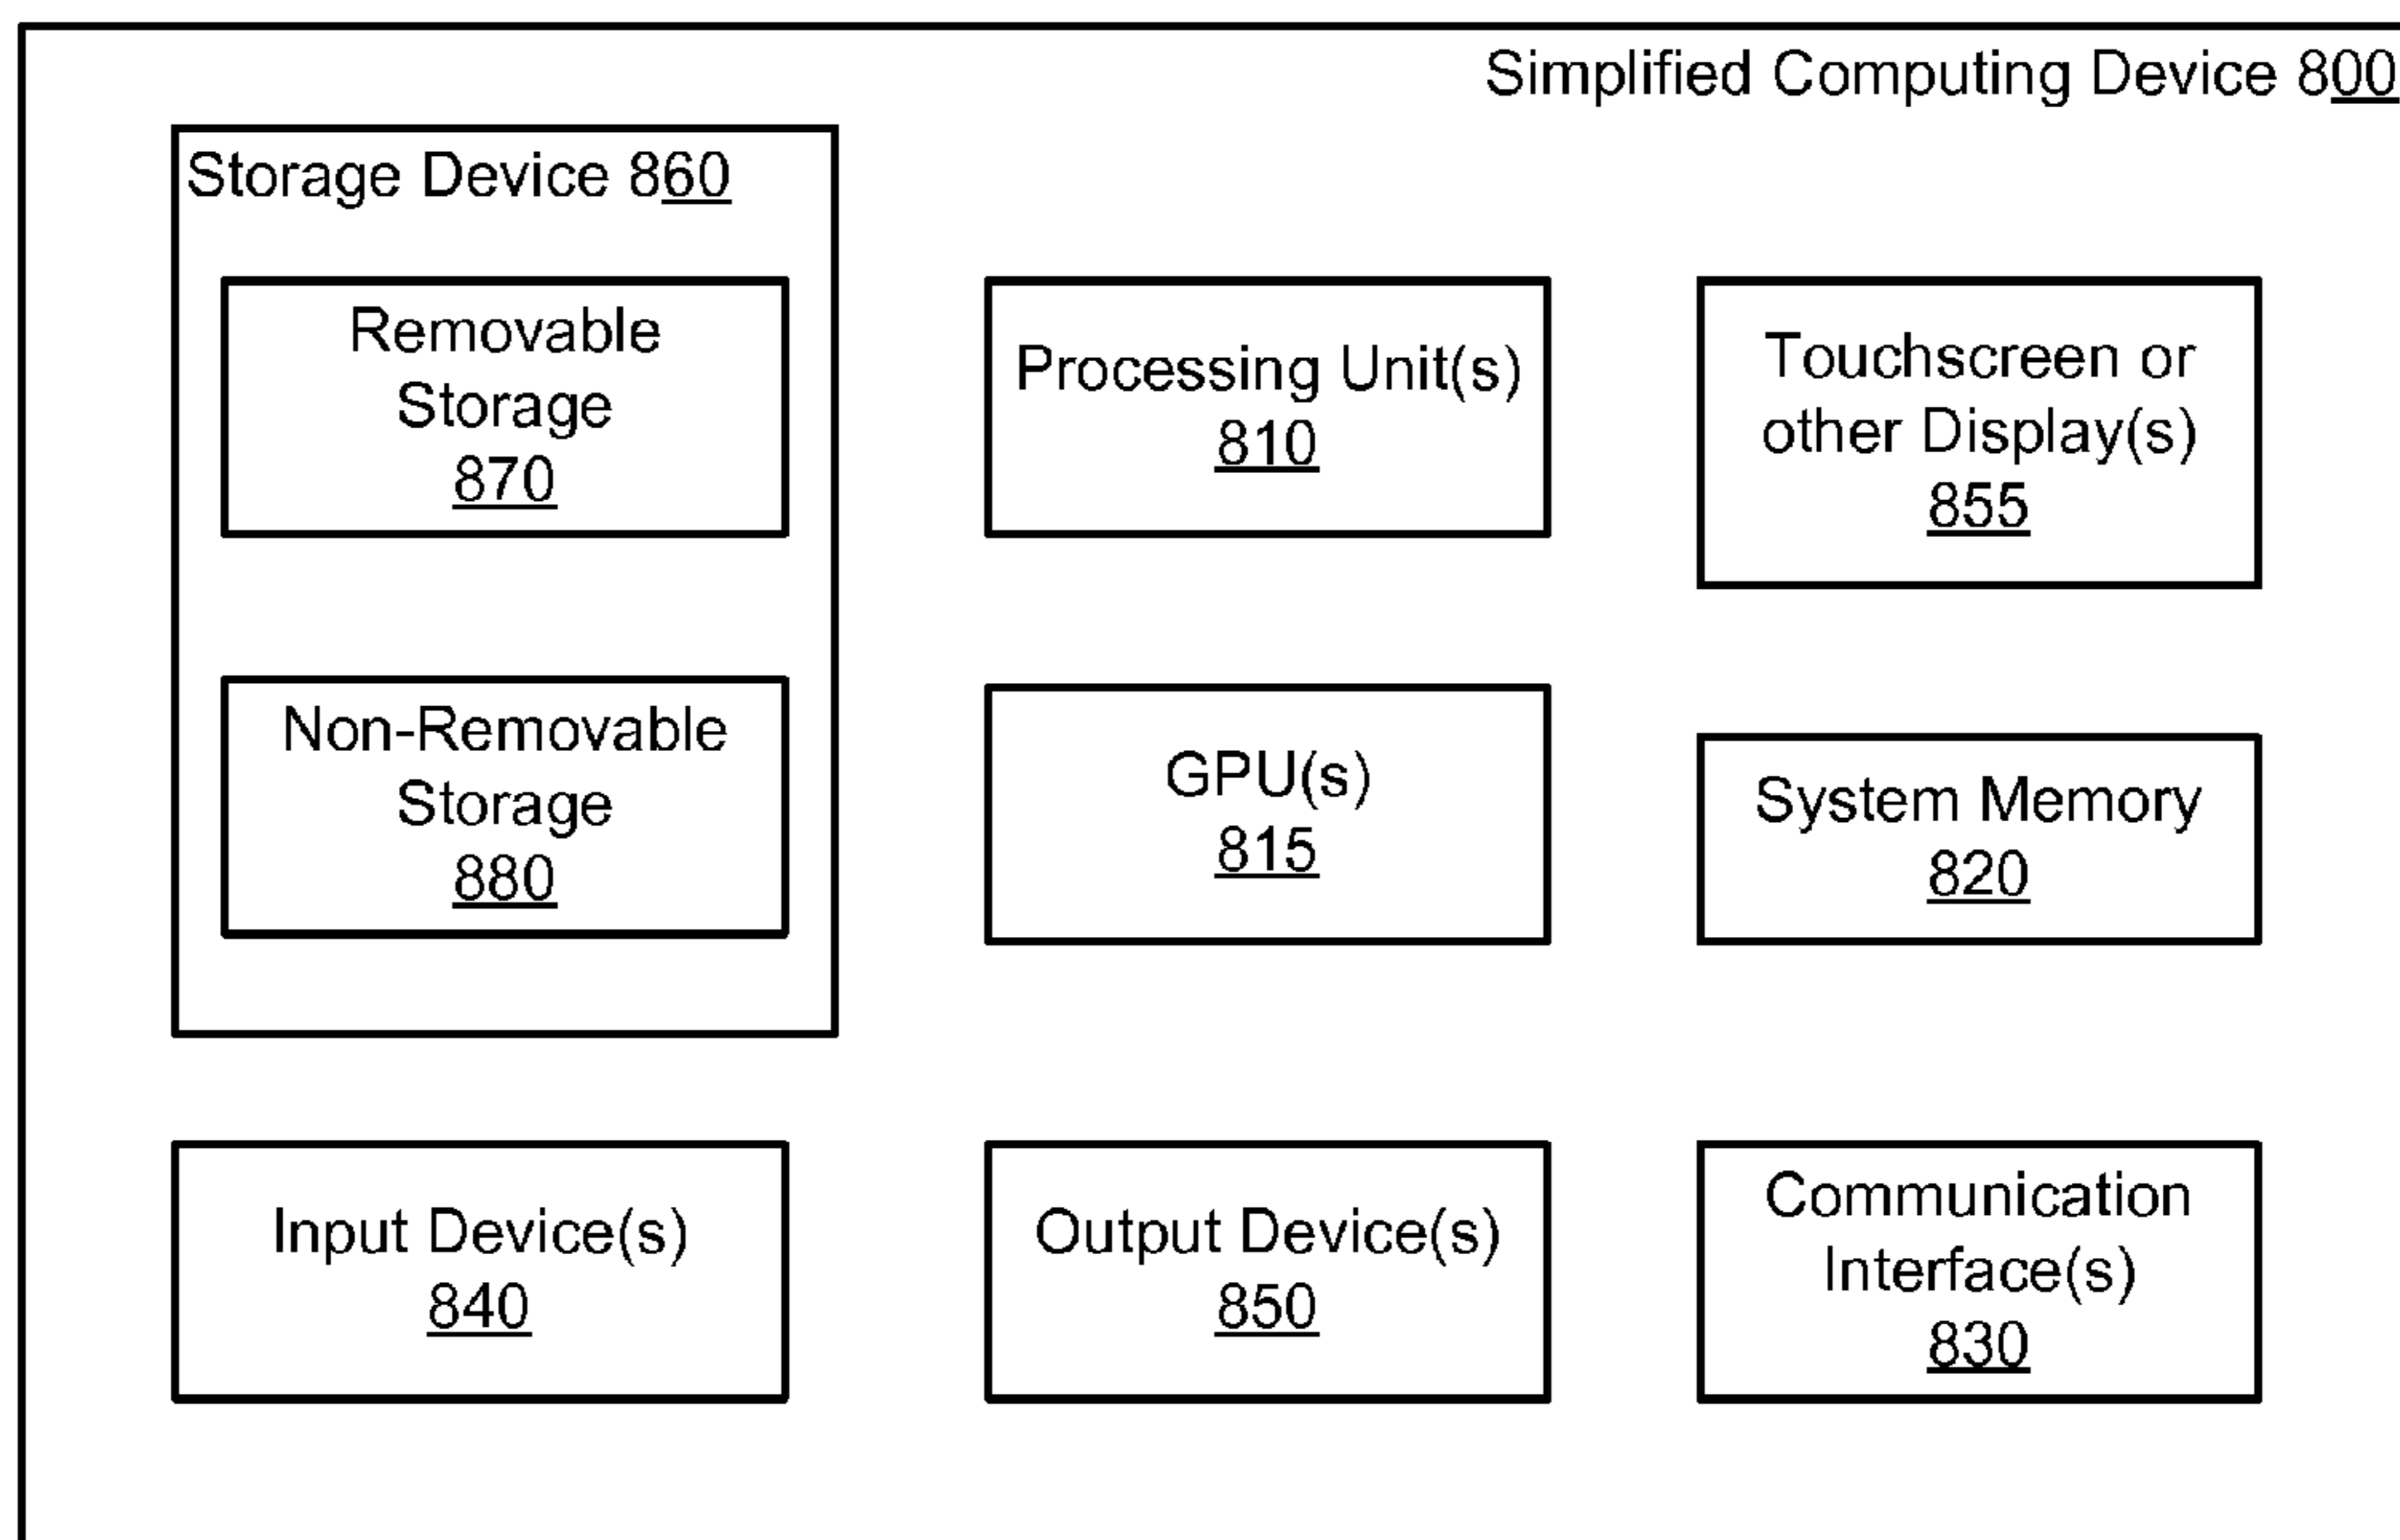 Simplified Computing Device 800
Storage Device 860
Removable
Storage
870
Non-Removable
Storage
880
Processing Unit(s)
810
Touchscreen or
other Display(s)
855
GPU(s)
815
System Memory
820
Input Device(s)
840
Output Device(s)
850
Communication
Interface(s)
830